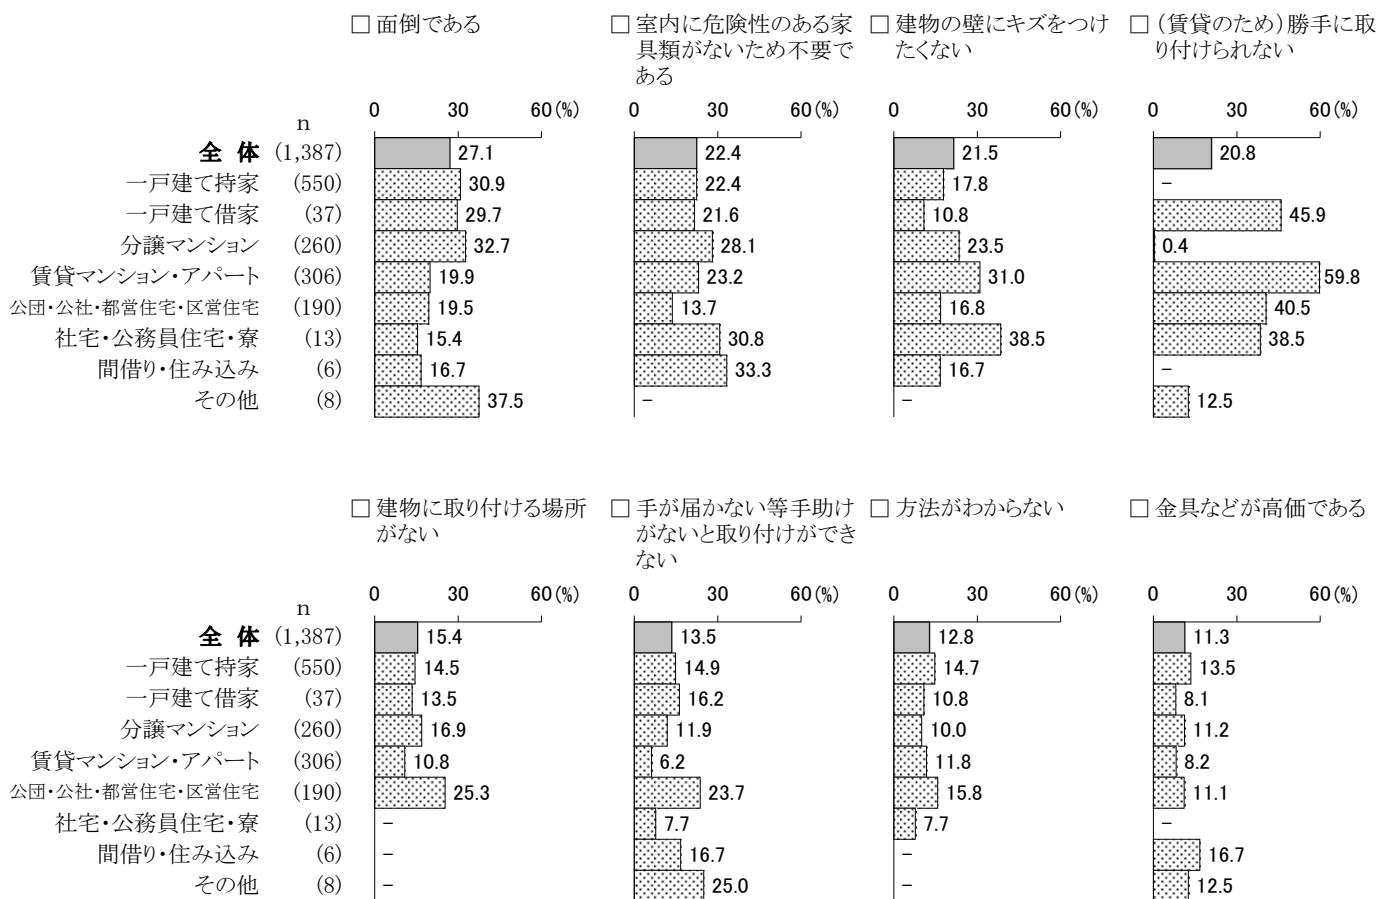 □ 面倒である
□ 室内に危険性のある家
具類がないため不要で
ある
□ 建物の壁にキズをつけ
たくない
□ (賃貸のため)勝手に取
り付けられない
0 30 60(%) 0 30 60(%) 0 30 60(%) 0 30 60(%)
n
全 体 (1,387) 27.1 22.4 21.5 20.8
一戸建て持家 (550) 30.9 22.4 17.8 -
一戸建て借家 (37) 29.7 21.6 10.8 45.9
分譲マンション (260) 32.7 28.1 23.5 0.4
賃貸マンション・アパート (306) 19.9 23.2 31.0 59.8
公団・公社・都営住宅・区営住宅 (190) 19.5 13.7 16.8 40.5
社宅・公務員住宅・寮 (13) 15.4 30.8 38.5 38.5
間借り・住み込み (6) 16.7 33.3 16.7 -
その他 (8) 37.5 - - 12.5
□ 建物に取り付ける場所
がない
□ 手が届かない等手助け
がないと取り付けができ
ない
□ 方法がわからない
□ 金具などが高価である
0 30 60(%) 0 30 60(%) 0 30 60(%) 0 30 60(%)
n
全 体 (1,387) 15.4 13.5 12.8 11.3
一戸建て持家 (550) 14.5 14.9 14.7 13.5
一戸建て借家 (37) 13.5 16.2 10.8 8.1
分譲マンション (260) 16.9 11.9 10.0 11.2
賃貸マンション・アパート (306) 10.8 6.2 11.8 8.2
公団・公社・都営住宅・区営住宅 (190) 25.3 23.7 15.8 11.1
社宅・公務員住宅・寮 (13) - 7.7 7.7 -
間借り・住み込み (6) - 16.7 - 16.7
その他 (8) - 25.0 - 12.5